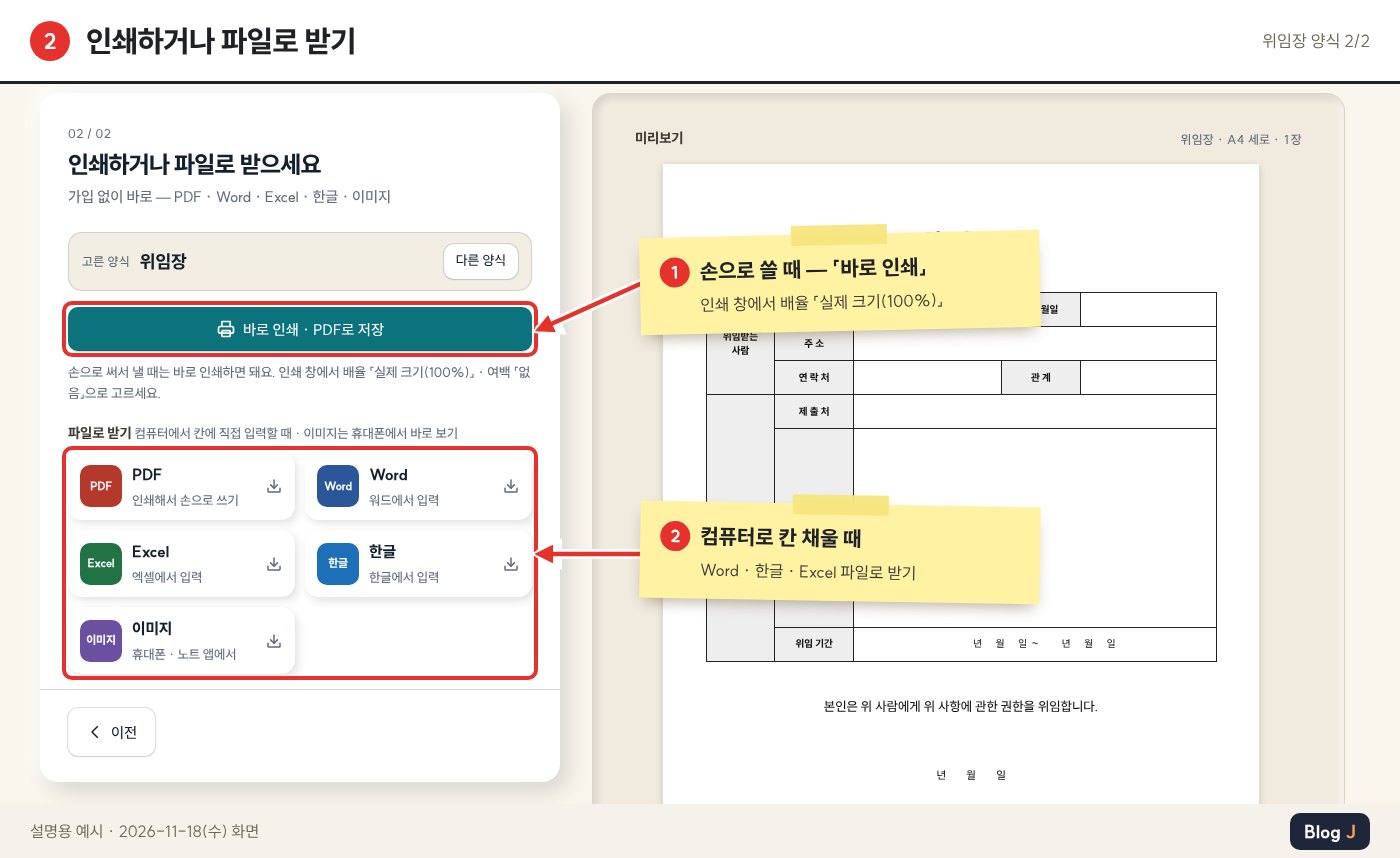 2 인쇄하거나 파일로 받기
위임장 양식 2/2
02 / 02
인쇄하거나 파일로 받으세요
가입 없이 바로 — PDF · Word · Excel · 한글 · 이미지
고른 양식 위임장 다른 양식
바로 인쇄 · PDF로 저장
손으로 써서 낼 때는 바로 인쇄하면 돼요. 인쇄 창에서 배율 「실제 크기(100%)」 · 여백 「없
음」으로 고르세요.
파일로 받기 컴퓨터에서 칸에 직접 입력할 때 · 이미지는 휴대폰에서 바로 보기
PDF PDF
인쇄해서 손으로 쓰기
Word Word
워드에서 입력
Excel Excel
엑셀에서 입력
한글 한글
한글에서 입력
이미지 이미지
휴대폰 · 노트 앱에서
이전
미리보기
위임장 · A4 세로 · 1장
1 손으로 쓸 때 — 「바로 인쇄」
인쇄 창에서 배율 「실제 크기(100%)」
월일
위임받는
사람
주 소
연 락 처
관 계
제 출 처
2 컴퓨터로 칸 채울 때
Word · 한글 · Excel 파일로 받기
위임 기간
년 월 일 ~ 년 월 일
본인은 위 사람에게 위 사항에 관한 권한을 위임합니다.
년 월 일
설명용 예시 · 2026-11-18(수) 화면
Blog J